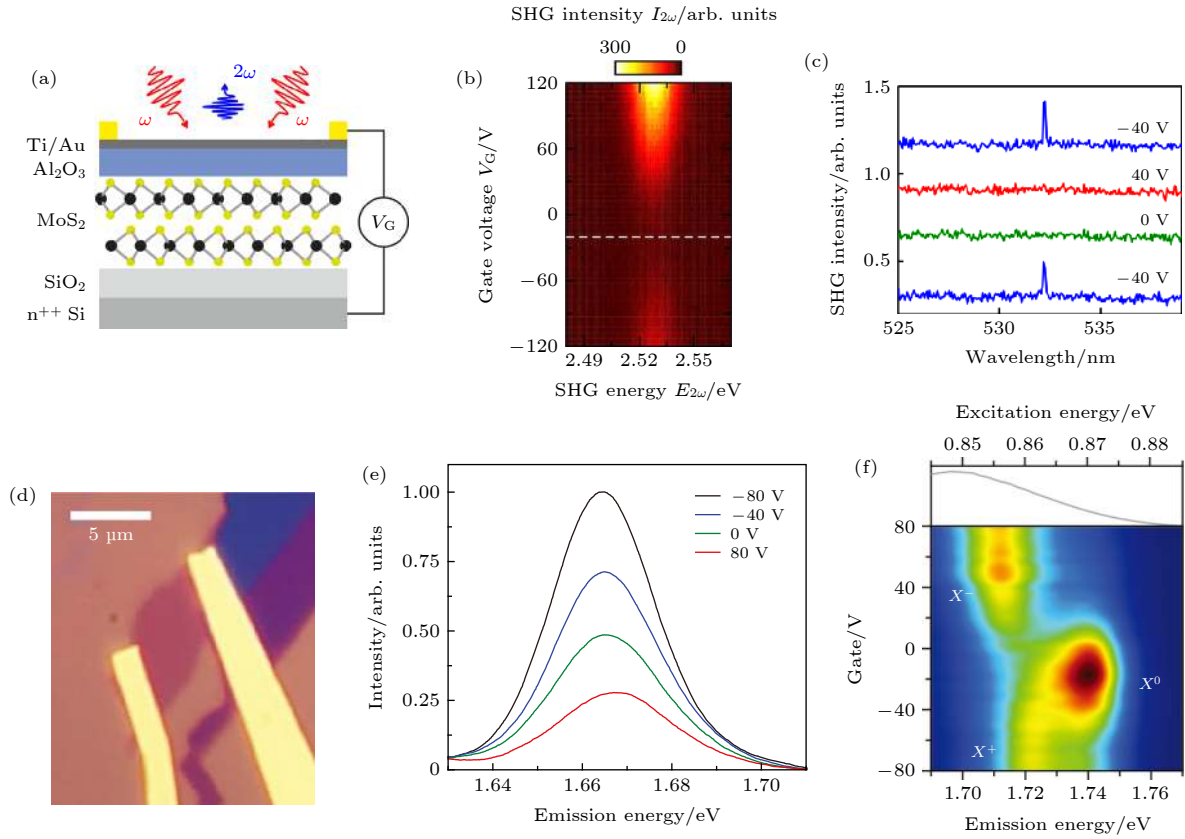 SHG intensity I2ω/arb. units
300 0
(a)
2ω
ω ω
Ti/Au
Al2O3
MoS2
VG
SiO2
n++ Si
(b)
Gate voltage VG/V
120
60
0
−60
−120
2.49 2.52 2.55
SHG energy E2ω/eV
(c)
SHG intensity/arb. units
1.5
1.0
0.5
−40 V
40 V
0 V
−40 V
525 530 535
Wavelength/nm
(d)
5 µm
(e)
Intensity/arb. units
1.00
0.75
0.50
0.25
0
−80 V
−40 V
0 V
80 V
1.64 1.66 1.68 1.70
Emission energy/eV
(f)
Excitation energy/eV
0.85 0.86 0.87 0.88
Gate/V
80
40
0
−40
−80
X−
X0
X+
1.70 1.72 1.74 1.76
Emission energy/eV